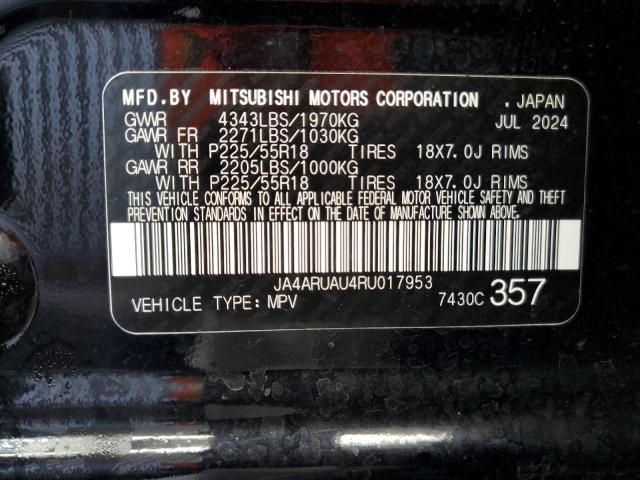 MFD.BY MITSUBISHI MOTORS CORPORATION . JAPAN
GVWR 4343LBS/1970KG JUL 2024
GAWR FR 2271LBS/1030KG
WITH P225/55R18 TIRES 18X7.0J RIMS
GAWR RR 2205LBS/1000KG
WITH P225/55R18 TIRES 18X7.0J RIMS
THIS VEHICLE CONFORMS TO ALL APPLICABLE FEDERAL MOTOR VEHICLE SAFETY AND THEFT
PREVENTION STANDARDS IN EFFECT ON THE DATE OF MANUFACTURE SHOWN ABOVE.
JA4ARUAU4RU017953
VEHICLE TYPE:MPV 7430C 357